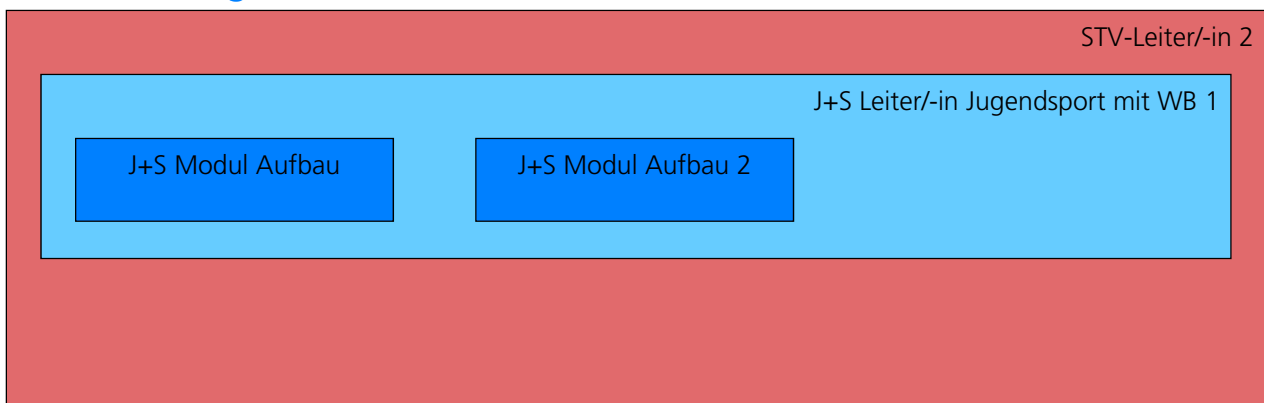 STV-Leiter/-in 2
J+S Leiter/-in Jugendsport mit WB 1
J+S Modul Aufbau
J+S Modul Aufbau 2